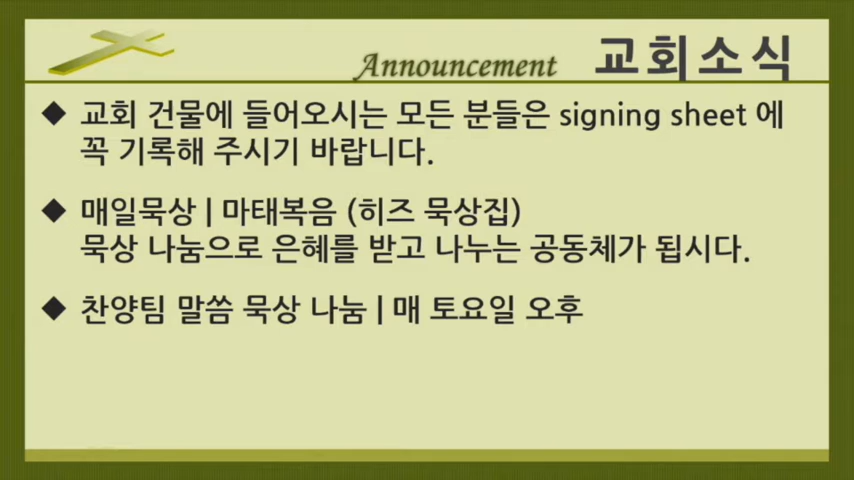 Announcement 교회소식
◆ 교회 건물에 들어오시는 모든 분들은 signing sheet 에
꼭 기록해 주시기 바랍니다.
◆ 매일묵상 | 마태복음 (히즈 묵상집)
묵상 나눔으로 은혜를 받고 나누는 공동체가 됩시다.
◆ 찬양팀 말씀 묵상 나눔 | 매 토요일 오후